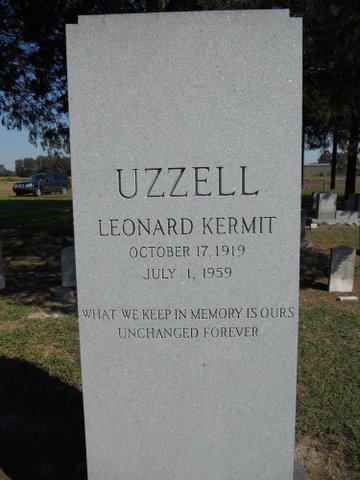 UZZELL
LEONARD KERMIT
OCTOBER 17, 1919
JULY 1, 1959
WHAT WE KEEP IN MEMORY IS OURS
UNCHANGED FOREVER